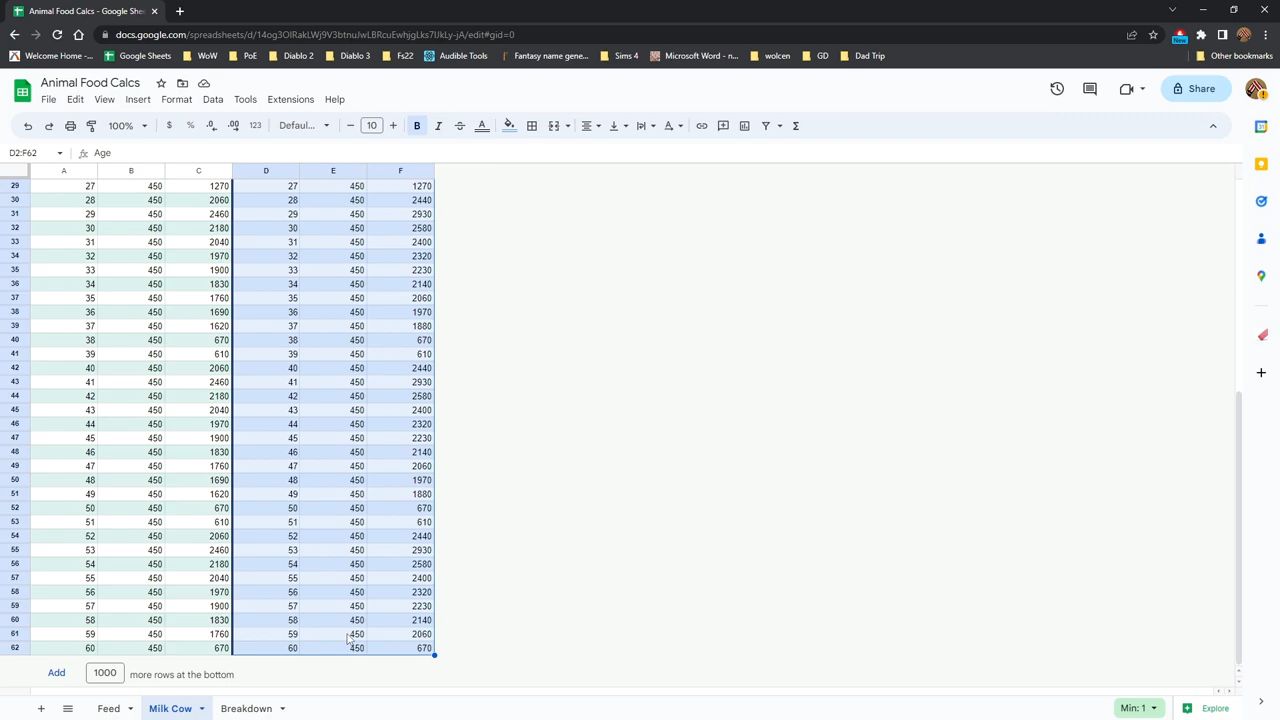 Animal Food Calcs - Google She
docs.google.com/spreadsheets/d/14og3OlRakLWj9V3btnuJwLBRcuEwhjgLks7IJkLy-jA/edit#gid=0
New
Welcome Home -... Shopping WoW PoE Diablo 2 Diablo 3 Fs22 Audible Tools Fantasy name gene... Sims 4 Microsoft Word - n... wolcen GD Dad Trip Other bookmarks
Animal Food Calcs
File Edit View Insert Format Data Tools Extensions Help
Share
100% $ % .0 .00 123 Defaul... 10 B I A
D2:F62 Age
A B C D E F
29 27 450 1270 27 450 1270
30 28 450 2060 28 450 2440
31 29 450 2460 29 450 2930
32 30 450 2180 30 450 2580
33 31 450 2040 31 450 2400
34 32 450 1970 32 450 2320
35 33 450 1900 33 450 2230
36 34 450 1830 34 450 2140
37 35 450 1760 35 450 2060
38 36 450 1690 36 450 1970
39 37 450 1620 37 450 1880
40 38 450 670 38 450 670
41 39 450 610 39 450 610
42 40 450 2060 40 450 2440
43 41 450 2460 41 450 2930
44 42 450 2180 42 450 2580
45 43 450 2040 43 450 2400
46 44 450 1970 44 450 2320
47 45 450 1900 45 450 2230
48 46 450 1830 46 450 2140
49 47 450 1760 47 450 2060
50 48 450 1690 48 450 1970
51 49 450 1620 49 450 1880
52 50 450 670 50 450 670
53 51 450 610 51 450 610
54 52 450 2060 52 450 2440
55 53 450 2460 53 450 2930
56 54 450 2180 54 450 2580
57 55 450 2040 55 450 2400
58 56 450 1970 56 450 2320
59 57 450 1900 57 450 2230
60 58 450 1830 58 450 2140
61 59 450 1760 59 450 2060
62 60 450 670 60 450 670
Add 1000 more rows at the bottom
Feed Milk Cow Breakdown Min: 1 Explore